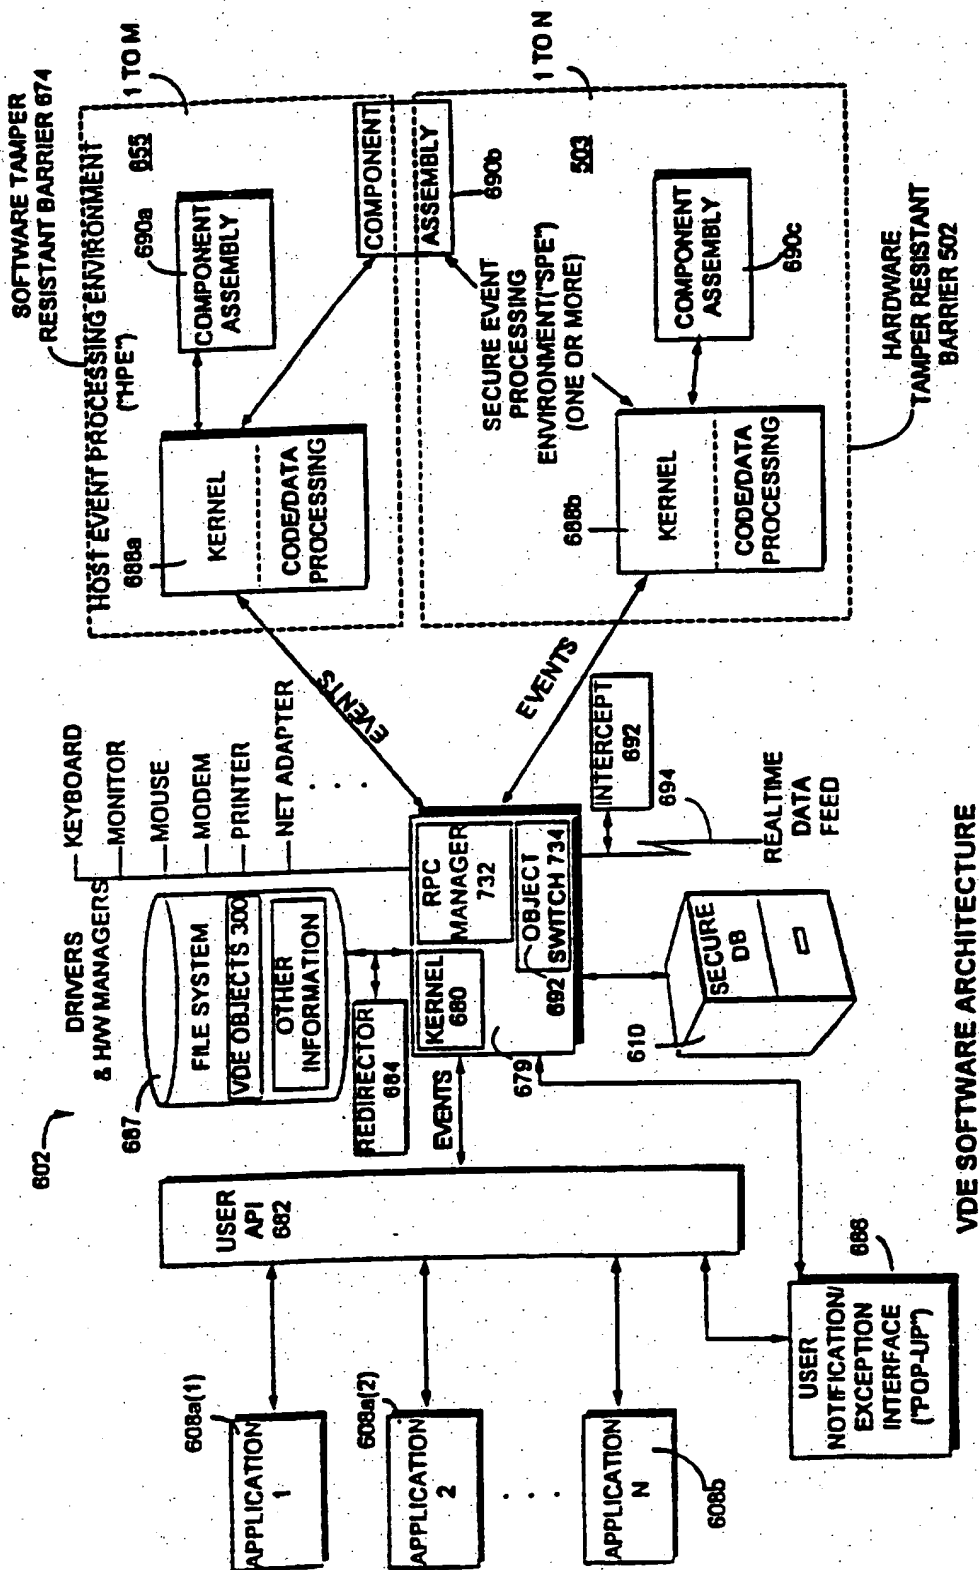 602
DRIVERS
& H/W MANAGERS
KEYBOARD
MONITOR
MOUSE
MODEM
PRINTER
NET ADAPTER
SOFTWARE TAMPER
RESISTANT BARRIER 674
HOST EVENT PROCESSING ENVIRONMENT
("HPE")
655
1 TO M
690a
COMPONENT
ASSEMBLY
688a
KERNEL
CODE/DATA
PROCESSING
COMPONENT
ASSEMBLY
690b
1 TO N
503
SECURE EVENT
PROCESSING
ENVIRONMENT("SPE")
(ONE OR MORE)
688b
KERNEL
CODE/DATA
PROCESSING
COMPONENT
ASSEMBLY
690c
HARDWARE
TAMPER RESISTANT
BARRIER 502
EVENTS
EVENTS
687
FILE SYSTEM
VDE OBJECTS 300
OTHER
INFORMATION
REDIRECTOR
684
EVENTS
KERNEL
680
RPC
MANAGER
732
OBJECT
SWITCH 734
692
679
INTERCEPT
692
694
REALTIME
DATA
FEED
SECURE
DB
610
USER
API
682
608a(1)
APPLICATION
1
608a(2)
APPLICATION
2
APPLICATION
N
608b
USER
NOTIFICATION/
EXCEPTION
INTERFACE
("POP-UP")
686
VDE SOFTWARE ARCHITECTURE